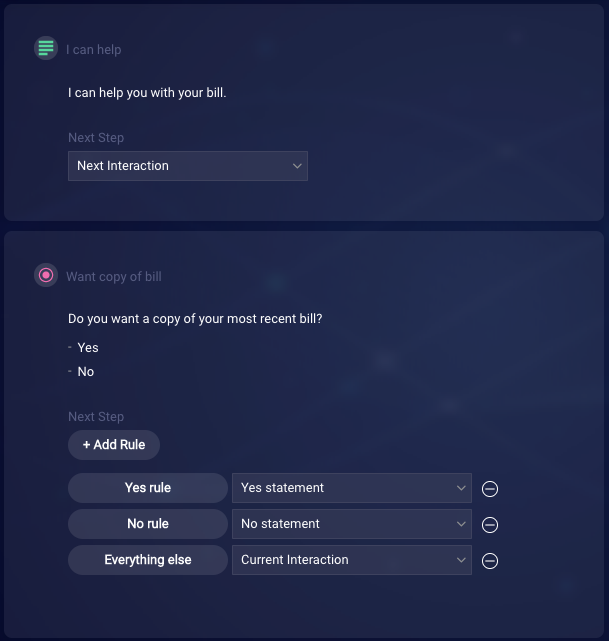 I can help
I can help you with your bill.
Next Step
Next Interaction
Want copy of bill
Do you want a copy of your most recent bill?
- Yes
- No
Next Step
+ Add Rule
Yes rule Yes statement
No rule No statement
Everything else Current Interaction